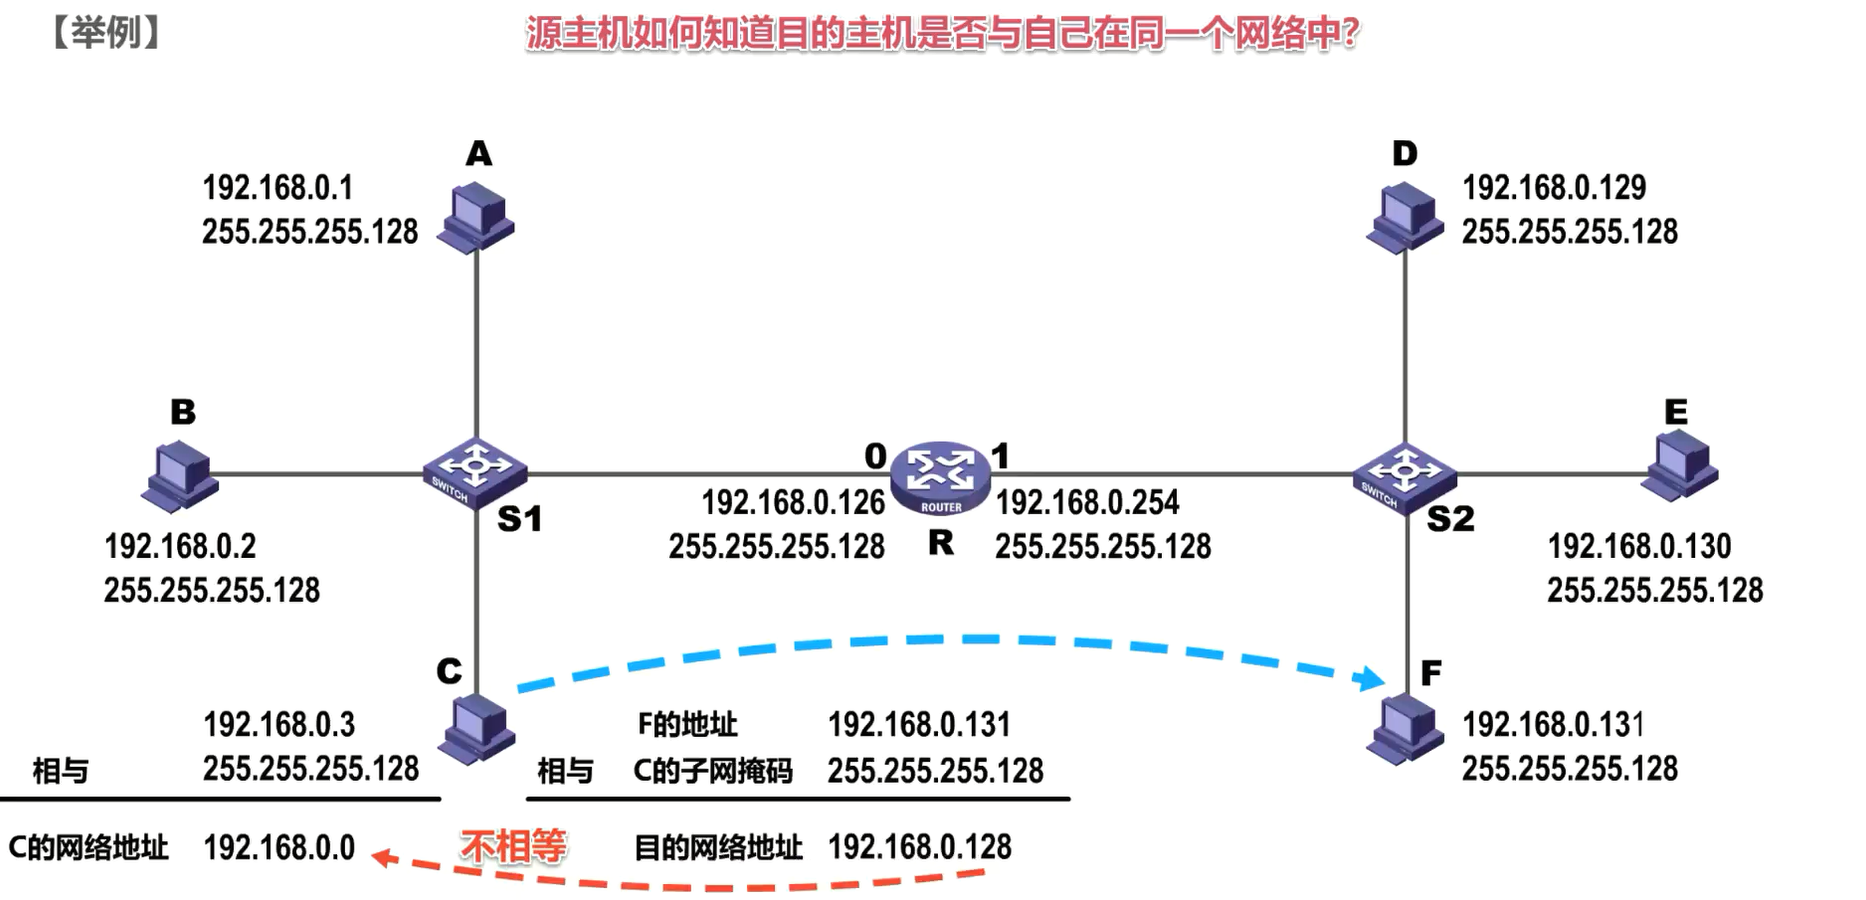 【举例】
源主机如何知道目的主机是否与自己在同一个网络中？
A
192.168.0.1
255.255.255.128
D
192.168.0.129
255.255.255.128
B
192.168.0.2
255.255.255.128
SWITCH
S1
0
192.168.0.126
255.255.255.128
ROUTER
R
1
192.168.0.254
255.255.255.128
SWITCH
S2
E
192.168.0.130
255.255.255.128
C
192.168.0.3
相与 255.255.255.128
C的网络地址 192.168.0.0
F的地址 192.168.0.131
相与 C的子网掩码 255.255.255.128
不相等
目的网络地址 192.168.0.128
F
192.168.0.131
255.255.255.128